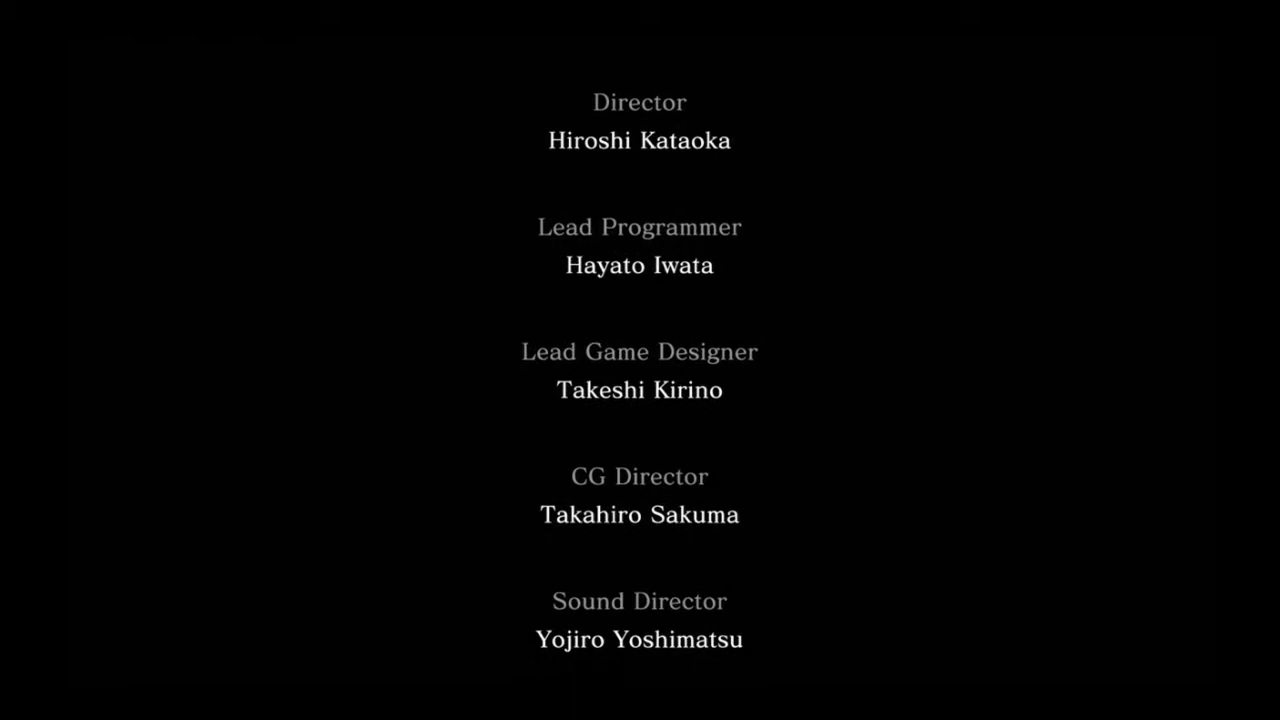 Director
Hiroshi Kataoka
Lead Programmer
Hayato Iwata
Lead Game Designer
Takeshi Kirino
CG Director
Takahiro Sakuma
Sound Director
Yojiro Yoshimatsu